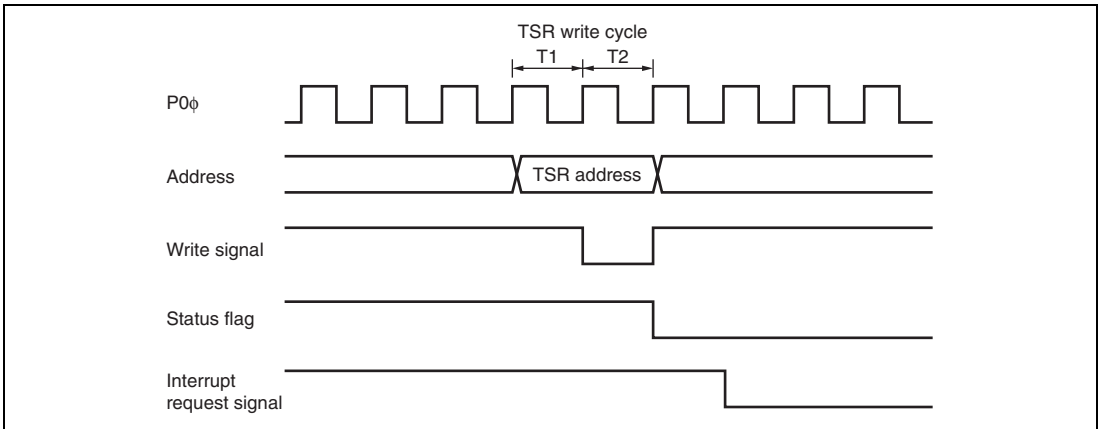 TSR write cycle
T1 T2
P0φ
Address
TSR address
Write signal
Status flag
Interrupt
request signal